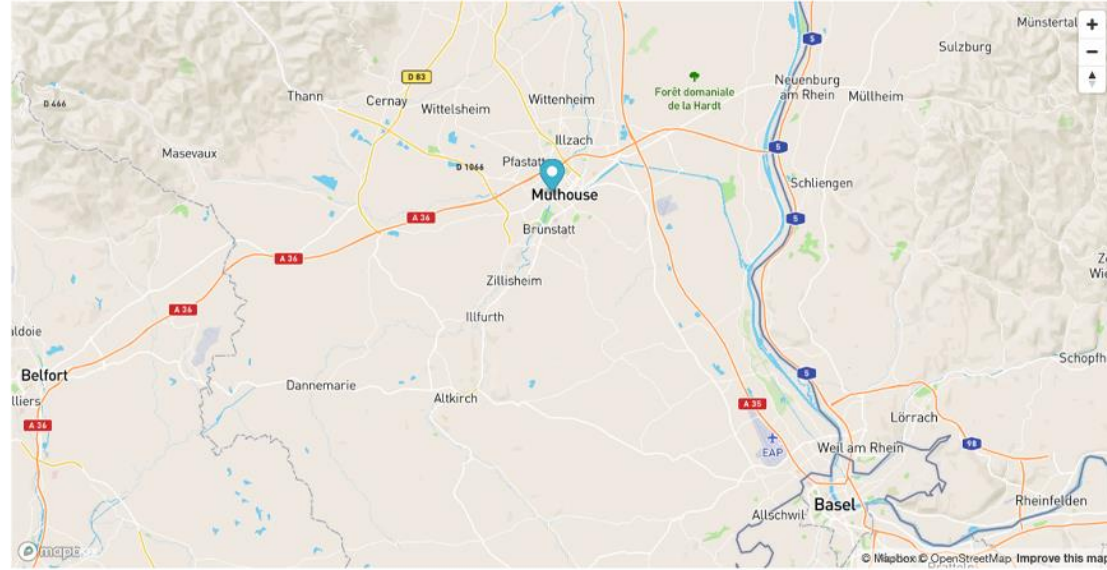 Münstertal
Sulzburg
5
D 83
Neuenburg
am Rhein
Müllheim
Forêt domaniale
de la Hardt
Thann
Cernay
Wittelsheim
Wittenheim
D 466
Illzach
Masevaux
D 1066
Pfastatt
5
Schliengen
Mulhouse
A 36
5
Brunstatt
A 36
Zillisheim
A 36
Illfurth
aldoie
Schopfh
Belfort
Dannemarie
5
lliers
Altkirch
A 35
Lörrach
A 36
EAP
Weil am Rhein
98
Basel
Allschwil
Rheinfelden
mapbox
© Mapbox © OpenStreetMap Improve this map